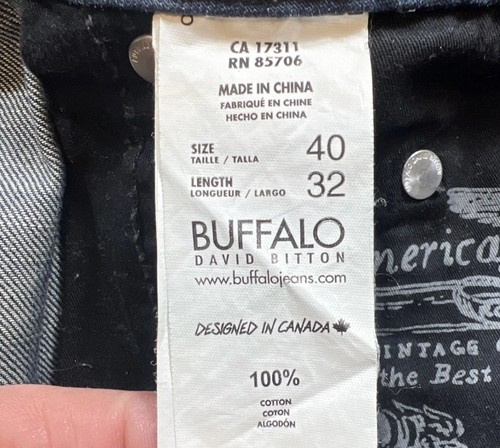 CA 17311
RN 85706
MADE IN CHINA
FABRIQUÉ EN CHINE
HECHO EN CHINA
SIZE 40
TAILLE / TALLA
LENGTH 32
LONGUEUR / LARGO
BUFFALO
DAVID BITTON
www.buffalojeans.com
DESIGNED IN CANADA
100%
COTTON
COTON
ALGODÓN
merica
INTAGE
the Best